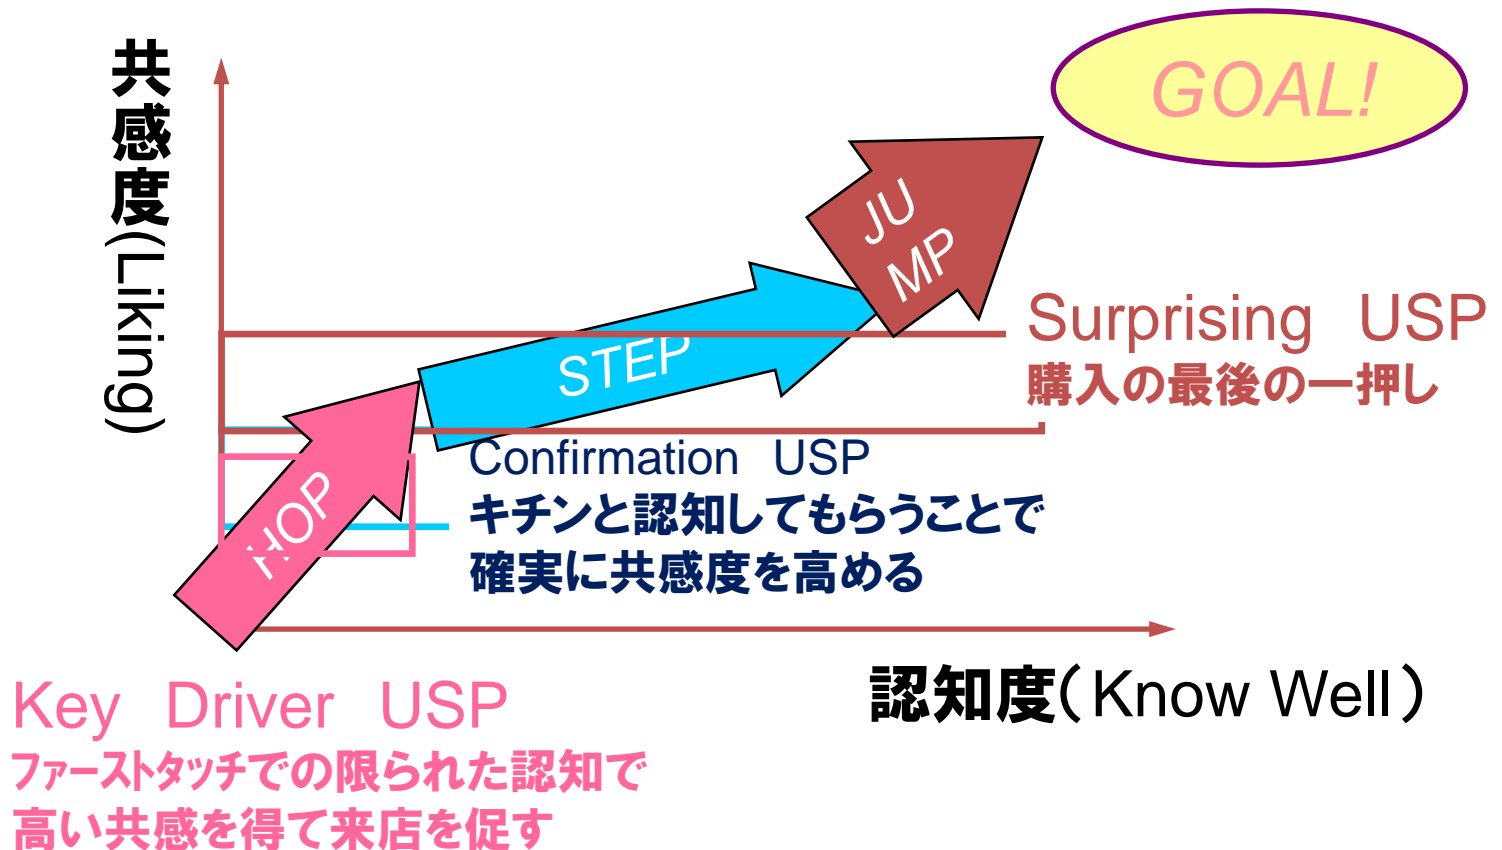 共感度(Liking)
GOAL!
JU
MP
STEP
HOP
Surprising USP
購入の最後の一押し
Confirmation USP
キチンと認知してもらうことで
確実に共感度を高める
認知度(Know Well)
Key Driver USP
ファーストタッチでの限られた認知で
高い共感を得て来店を促す